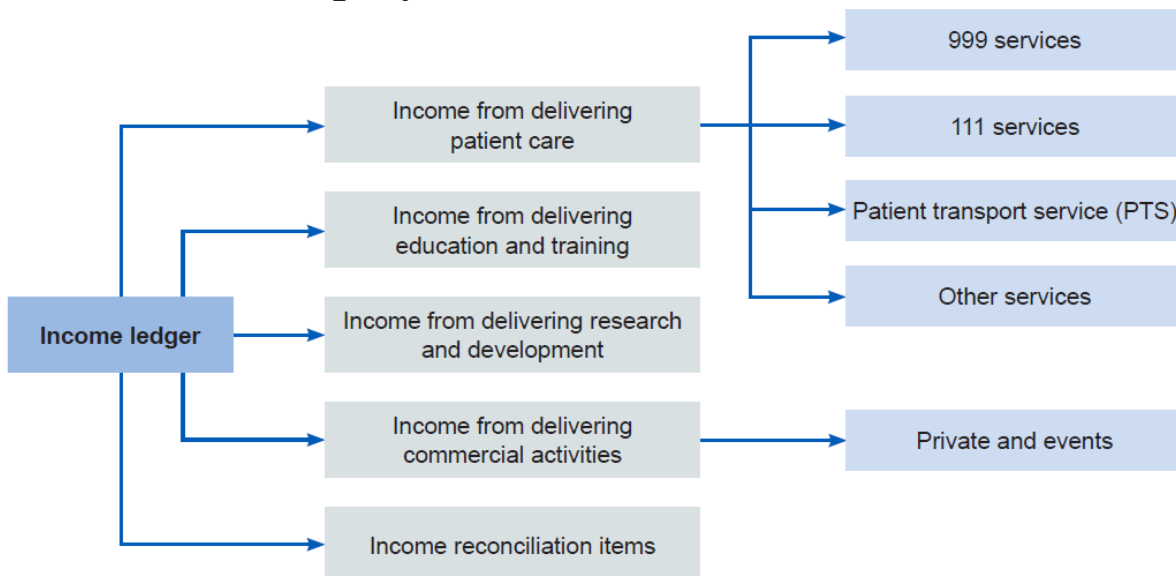 999 services
Income from delivering
patient care
111 services
Income from delivering
education and training
Patient transport service (PTS)
Other services
Income ledger
Income from delivering research
and development
Income from delivering
commercial activities
Private and events
Income reconciliation items